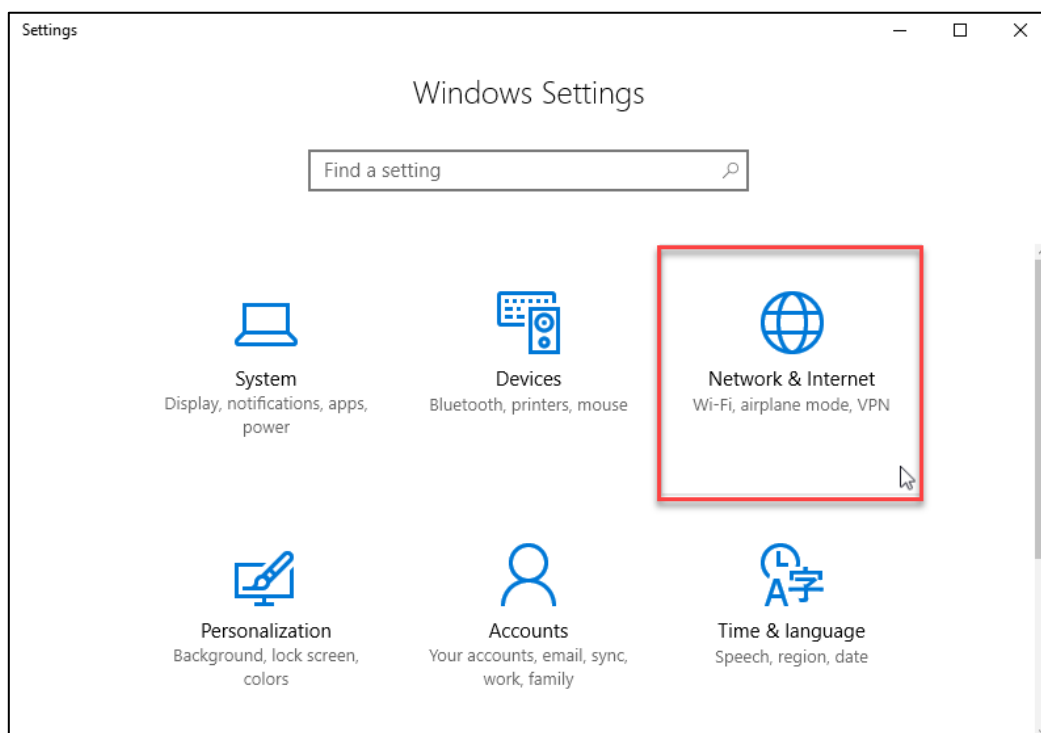 Settings
Windows Settings
Find a setting
System
Display, notifications, apps,
power
Devices
Bluetooth, printers, mouse
Network & Internet
Wi-Fi, airplane mode, VPN
Personalization
Background, lock screen,
colors
Accounts
Your accounts, email, sync,
work, family
A字
Time & language
Speech, region, date